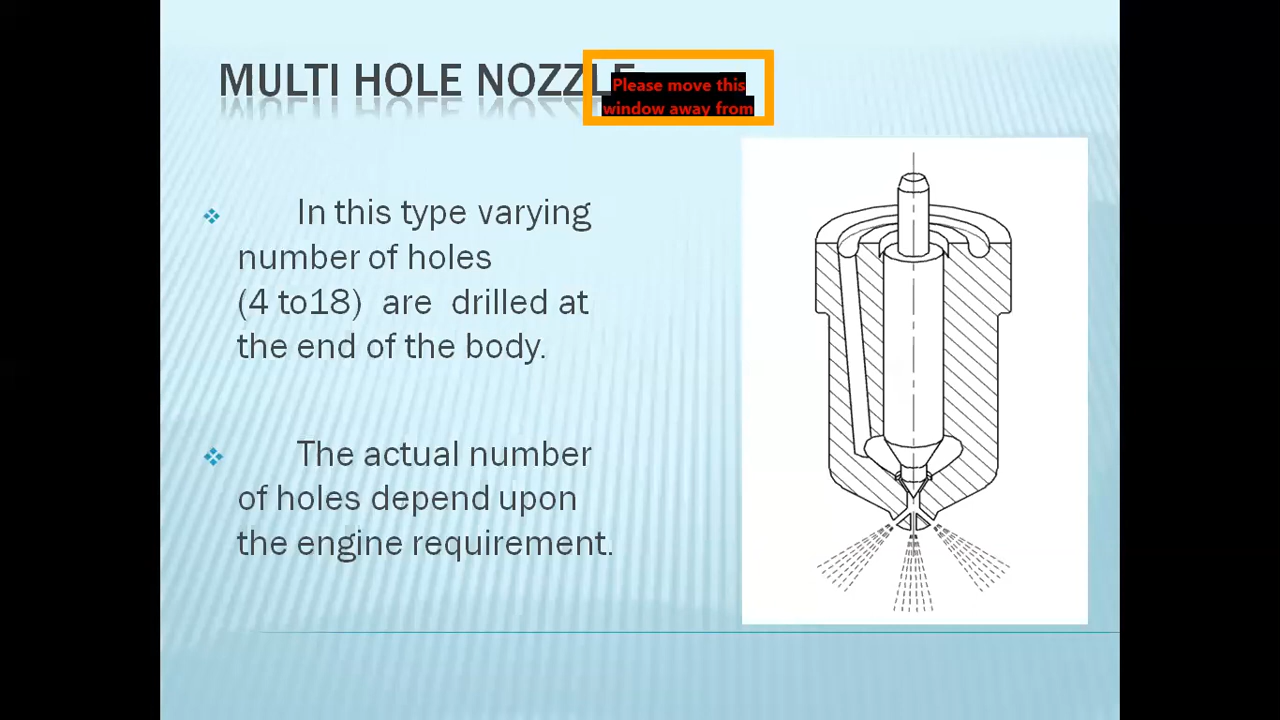 MULTI HOLE NOZZLE
Please move this
window away from
In this type varying
number of holes
(4 to18) are drilled at
the end of the body.
The actual number
of holes depend upon
the engine requirement.